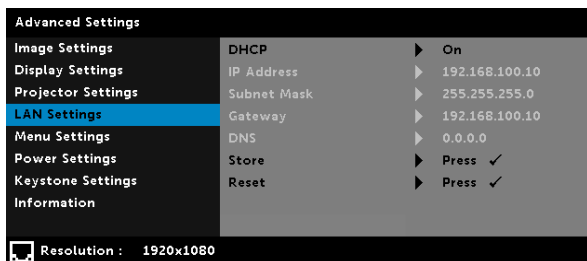 Advanced Settings
Image Settings
Display Settings
Projector Settings
LAN Settings
Menu Settings
Power Settings
Keystone Settings
Information
DHCP On
IP Address 192.168.100.10
Subnet Mask 255.255.255.0
Gateway 192.168.100.10
DNS 0.0.0.0
Store Press ✓
Reset Press ✓
Resolution : 1920x1080